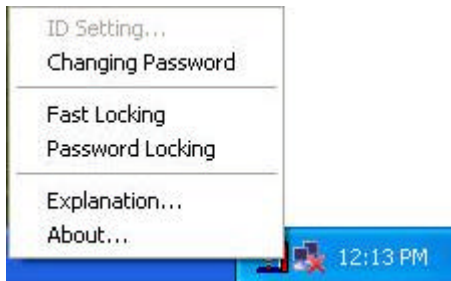 ID Setting...
Changing Password
Fast Locking
Password Locking
Explanation...
About...
12:13 PM